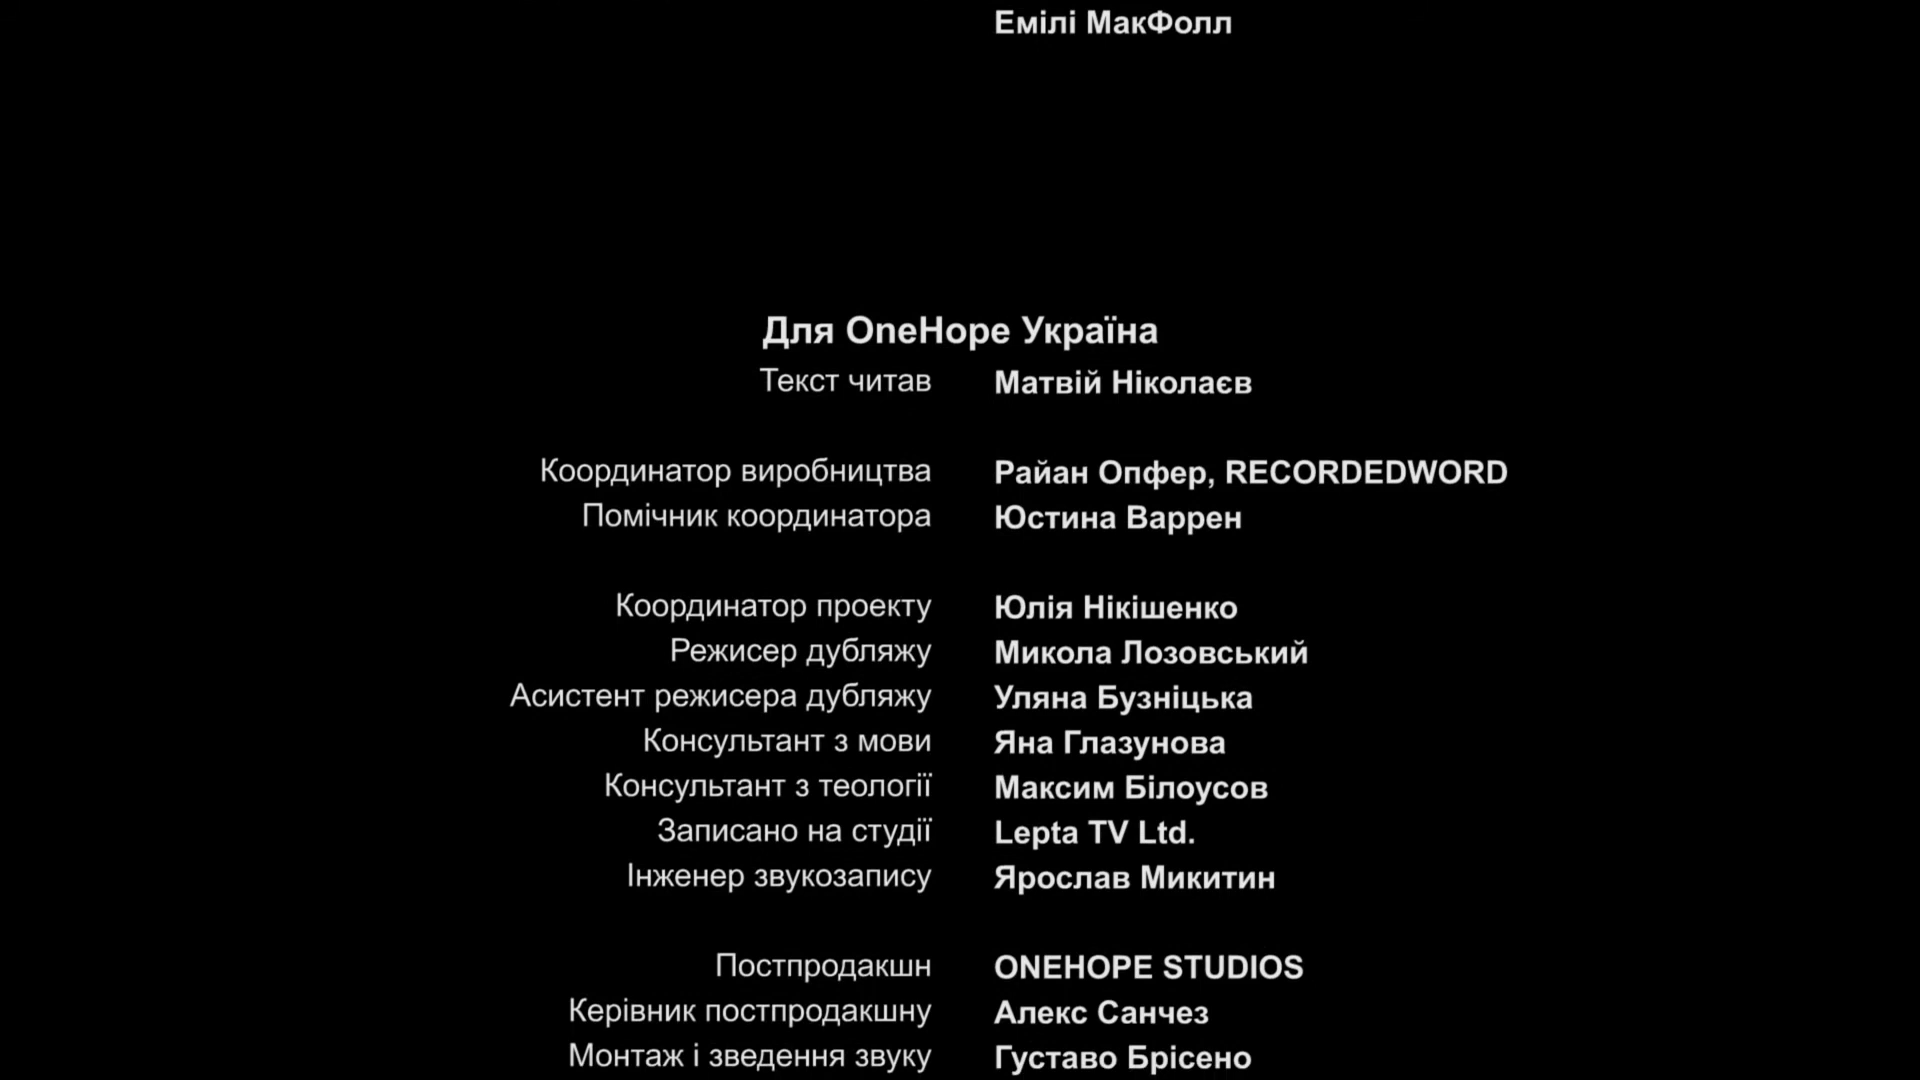 Емілі МакФолл
Для OneHope Україна
Текст читав Матвій Ніколаєв
Координатор виробництва Райан Опфер, RECORDEDWORD
Помічник координатора Юстина Варрен
Координатор проекту Юлія Нікішенко
Режисер дубляжу Микола Лозовський
Асистент режисера дубляжу Уляна Бузніцька
Консультант з мови Яна Глазунова
Консультант з теології Максим Білоусов
Записано на студії Lepta TV Ltd.
Інженер звукозапису Ярослав Микитин
Постпродакшн ONEHOPE STUDIOS
Керівник постпродакшну Алекс Санчез
Монтаж і зведення звуку Густаво Брісено